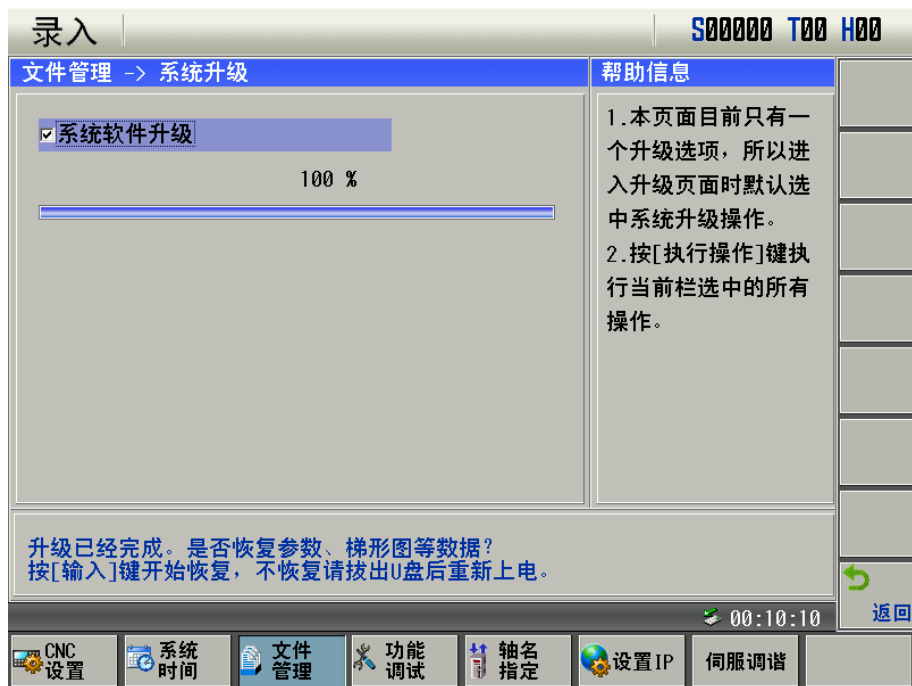 录入
S00000 T00 H00
文件管理 -> 系统升级
帮助信息
系统软件升级
100 %
1.本页面目前只有一
个升级选项，所以进
入升级页面时默认选
中系统升级操作。
2.按[执行操作]键执
行当前栏选中的所有
操作。
升级已经完成。是否恢复参数、梯形图等数据?
按[输入]键开始恢复，不恢复请拔出U盘后重新上电。
返回
00:10:10
CNC
设置
系统
时间
文件
管理
功能
调试
轴名
指定
设置IP
伺服调谐